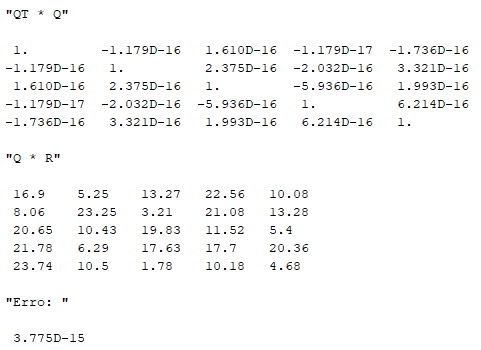 "QT * Q"
1. -1.179D-16 1.610D-16 -1.179D-17 -1.736D-16
-1.179D-16 1. 2.375D-16 -2.032D-16 3.321D-16
1.610D-16 2.375D-16 1. -5.936D-16 1.993D-16
-1.179D-17 -2.032D-16 -5.936D-16 1. 6.214D-16
-1.736D-16 3.321D-16 1.993D-16 6.214D-16 1.
"Q * R"
16.9 5.25 13.27 22.56 10.08
8.06 23.25 3.21 21.08 13.28
20.65 10.43 19.83 11.52 5.4
21.78 6.29 17.63 17.7 20.36
23.74 10.5 1.78 10.18 4.68
"Erro: "
3.775D-15